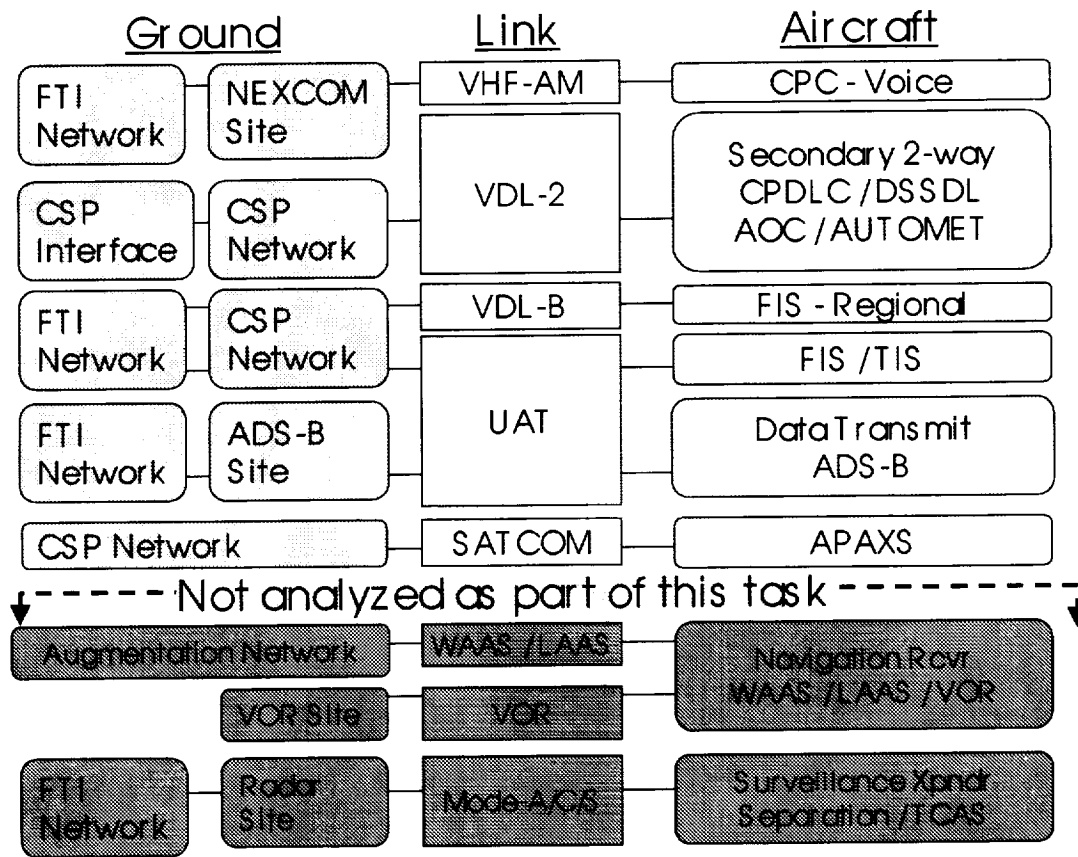 Ground Link Aircraft
FTI
Network
NEXCOM
Site
VHF-AM
CPC - Voice
CSP
Interface
CSP
Network
VDL-2
Secondary 2-way
CPDLC / DSSDL
AOC / AUTOMET
FTI
Network
CSP
Network
VDL-B
FIS - Regional
FIS / TIS
UAT
FTI
Network
ADS-B
Site
Data Transmit
ADS-B
CSP Network
SATCOM
APAXS
Not analyzed as part of this task
Augmentation Network
WAAS / LAAS
Navigation Rcvr
WAAS / LAAS / VOR
VOR Site
VOR
FTI
Network
Radar
Site
Mode-A/C/S
Surveillance Xpndr
Separation / TCAS